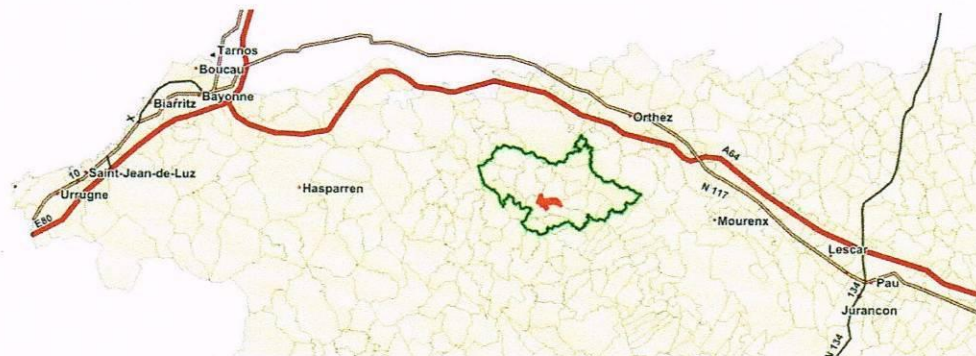 Tarnos
Boucau
Bayonne
Biarritz
X
10
Saint-Jean-de-Luz
Urrugne
E80
Hasparren
Orthez
A64
N 117
Mourenx
Lescar
Pau
134
Jurancon
N 134